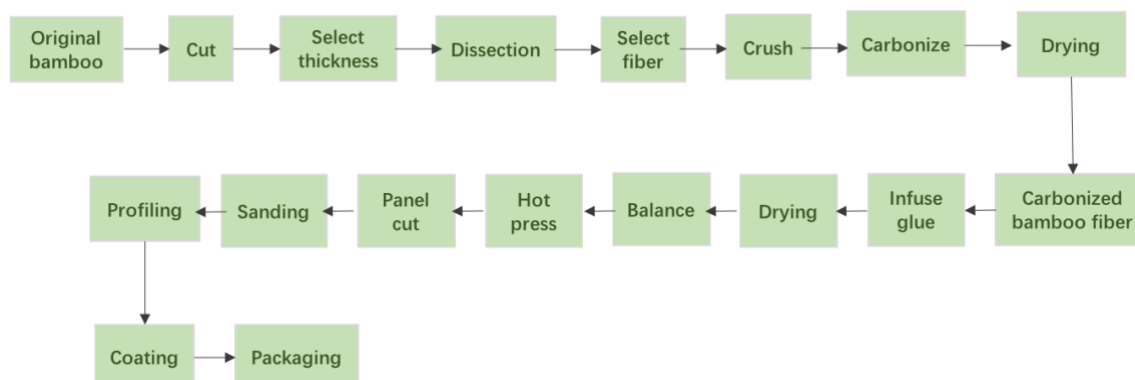 Original
bamboo
Cut
Select
thickness
Dissection
Select
fiber
Crush
Carbonize
Drying
Carbonized
bamboo fiber
Infuse
glue
Drying
Balance
Hot
press
Panel
cut
Sanding
Profiling
Coating
Packaging